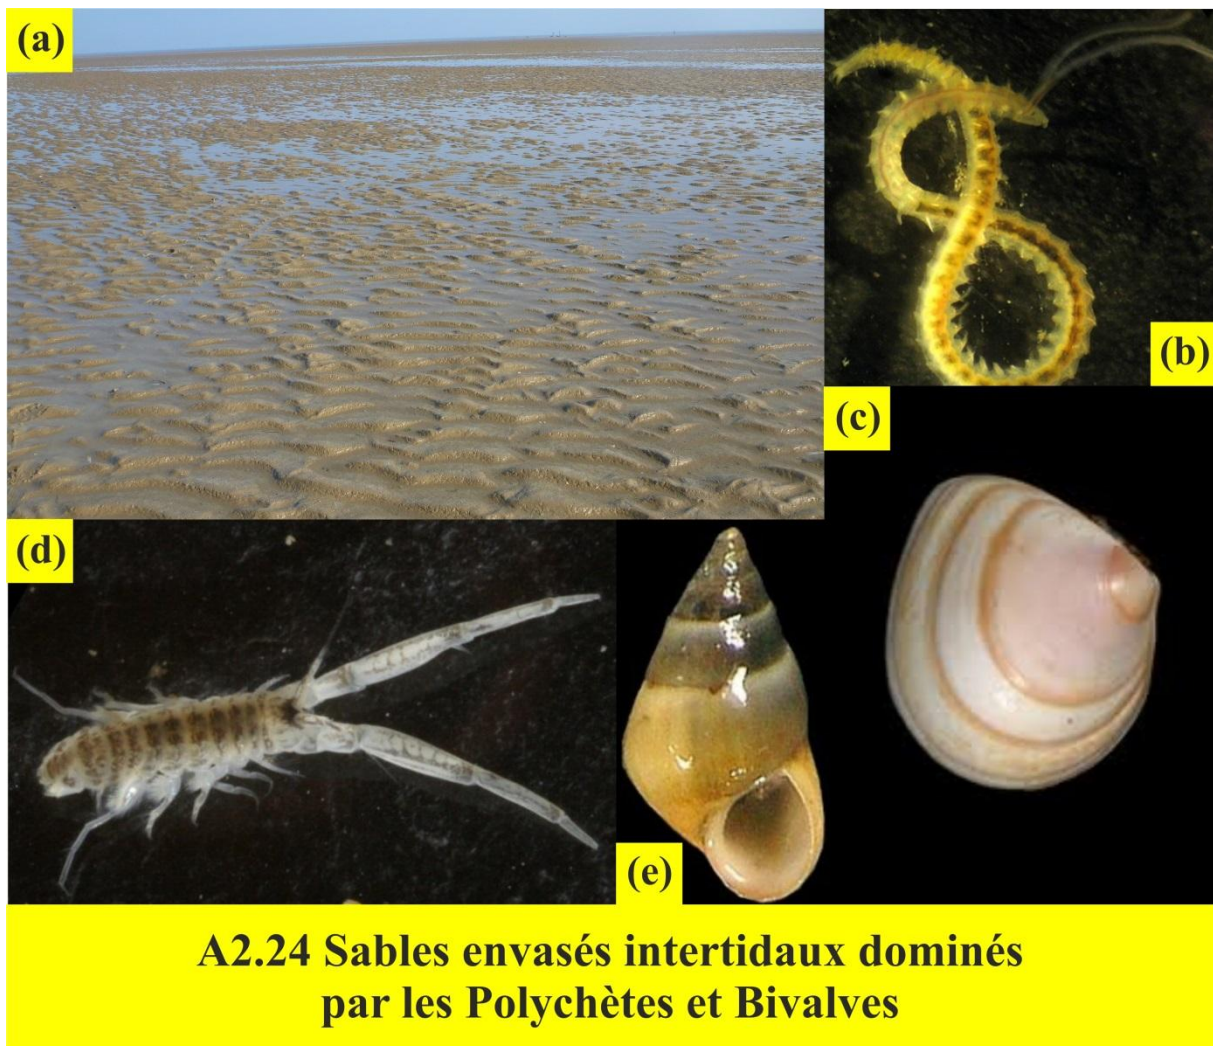 (a)
(b)
(c)
(d)
(e)
A2.24 Sables envasés intertidaux dominés
par les Polychètes et Bivalves